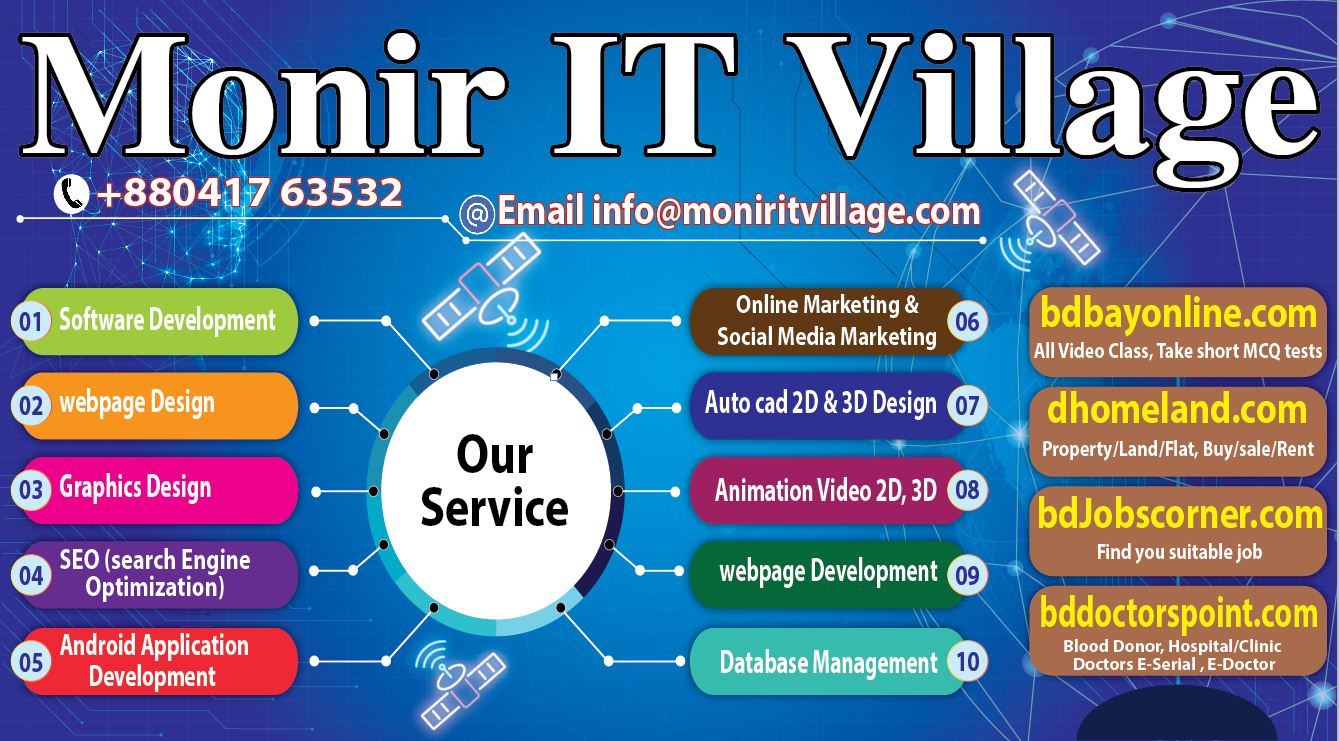 Monir IT Village
+88041763532
@ Email info@moniritvillage.com
01 Software Development
02 webpage Design
03 Graphics Design
04 SEO (search Engine
Optimization)
05 Android Application
Development
Our
Service
Online Marketing &
Social Media Marketing 06
Auto cad 2D & 3D Design 07
Animation Video 2D, 3D 08
webpage Development 09
Database Management 10
bdbayonline.com
All Video Class, Take short MCQ tests
dhomeland.com
Property/Land/Flat, Buy/sale/Rent
bdJobscorner.com
Find you suitable job
bddoctorspoint.com
Blood Donor, Hospital/Clinic
Doctors E-Serial , E-Doctor